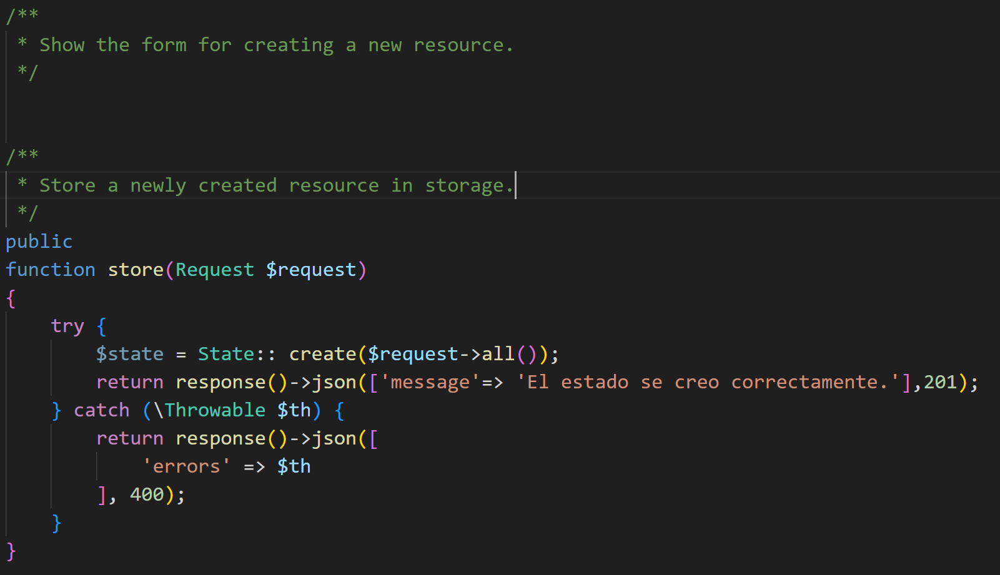 /**
 * Show the form for creating a new resource.
 */
/**
 * Store a newly created resource in storage.
 */
public
function store(Request $request)
{
    try {
        $state = State:: create($request->all());
        return response()->json(['message'=> 'El estado se creo correctamente.'],201);
    } catch (\Throwable $th) {
        return response()->json([
            'errors' => $th
        ], 400);
    }
}